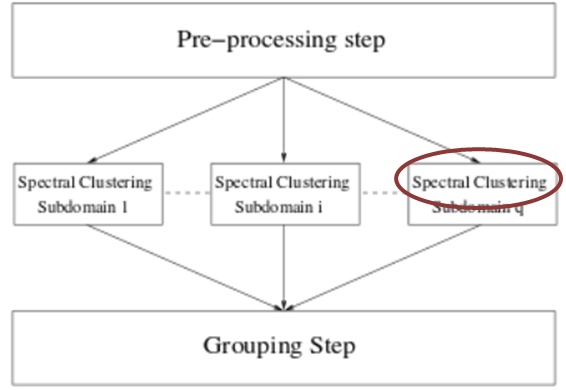 Pre-processing step
Spectral Clustering
Subdomain 1
Spectral Clustering
Subdomain i
Spectral Clustering
Subdomain q
Grouping Step